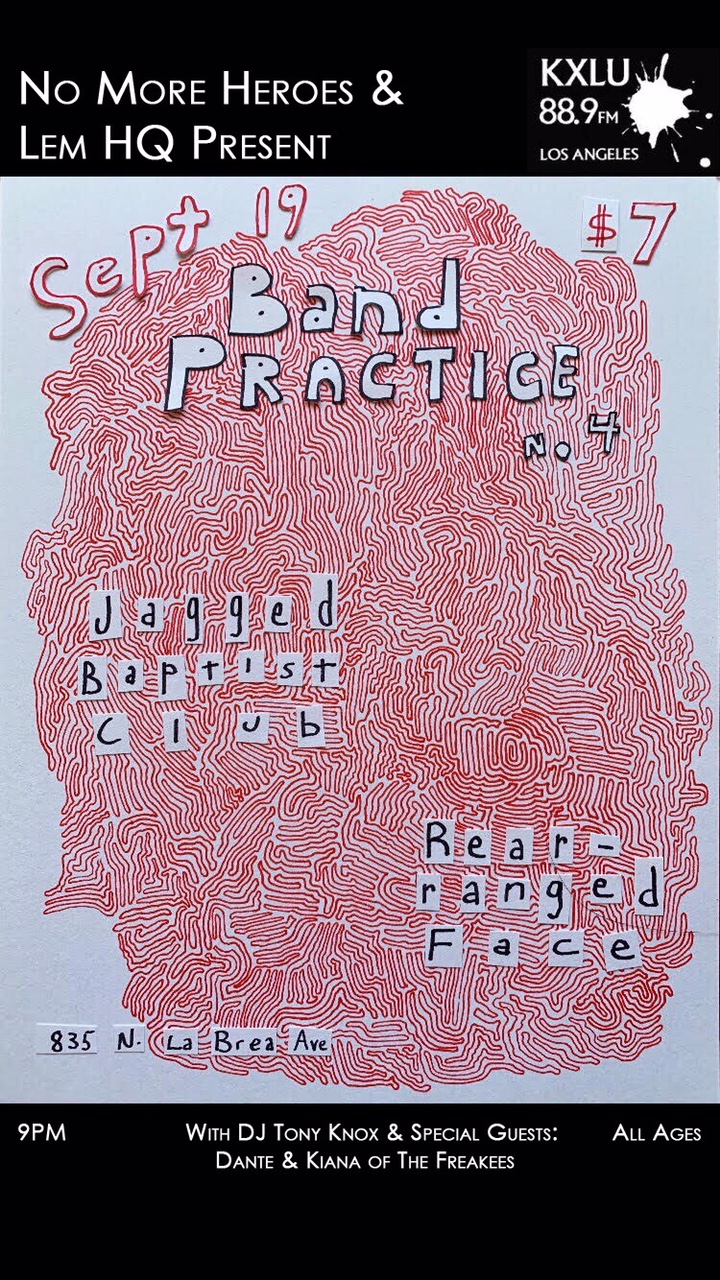 No More Heroes &
Lem HQ Present
KXLU
88.9FM
LOS ANGELES
Sept 19
$7
Band
PRACTICE
No. 4
Jagged
Baptist
Club
Rear-
ranged
Face
835 N. La Brea Ave
9PM
With DJ Tony Knox & Special Guests:
Dante & Kiana of The Freakees
All Ages